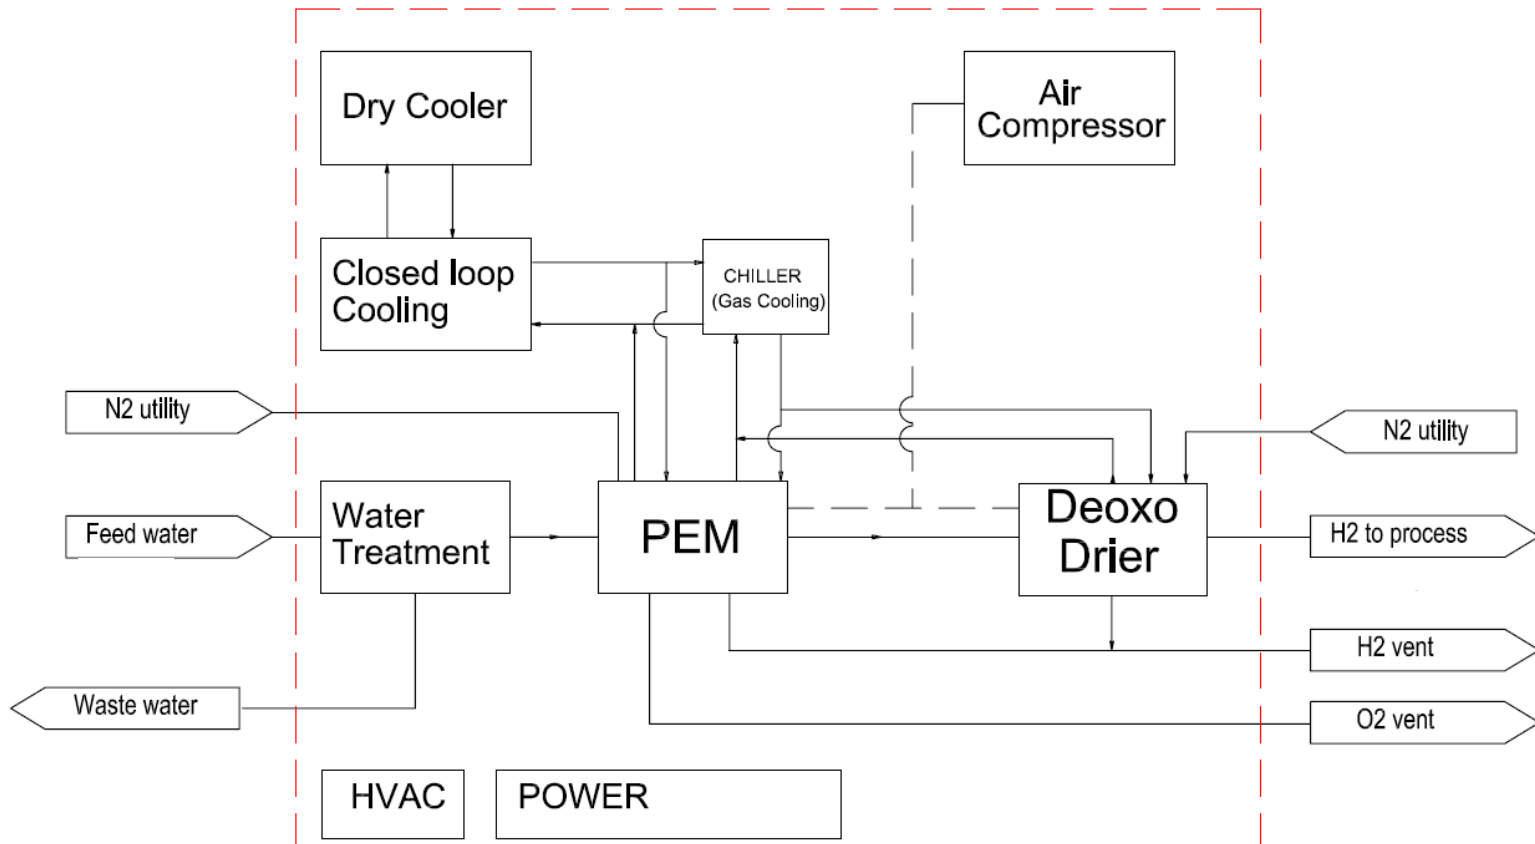 Dry Cooler
Air
Compressor
Closed loop
Cooling
CHILLER
(Gas Cooling)
N2 utility
N2 utility
Feed water
Water
Treatment
PEM
Deoxo
Drier
H2 to process
H2 vent
Waste water
O2 vent
HVAC
POWER